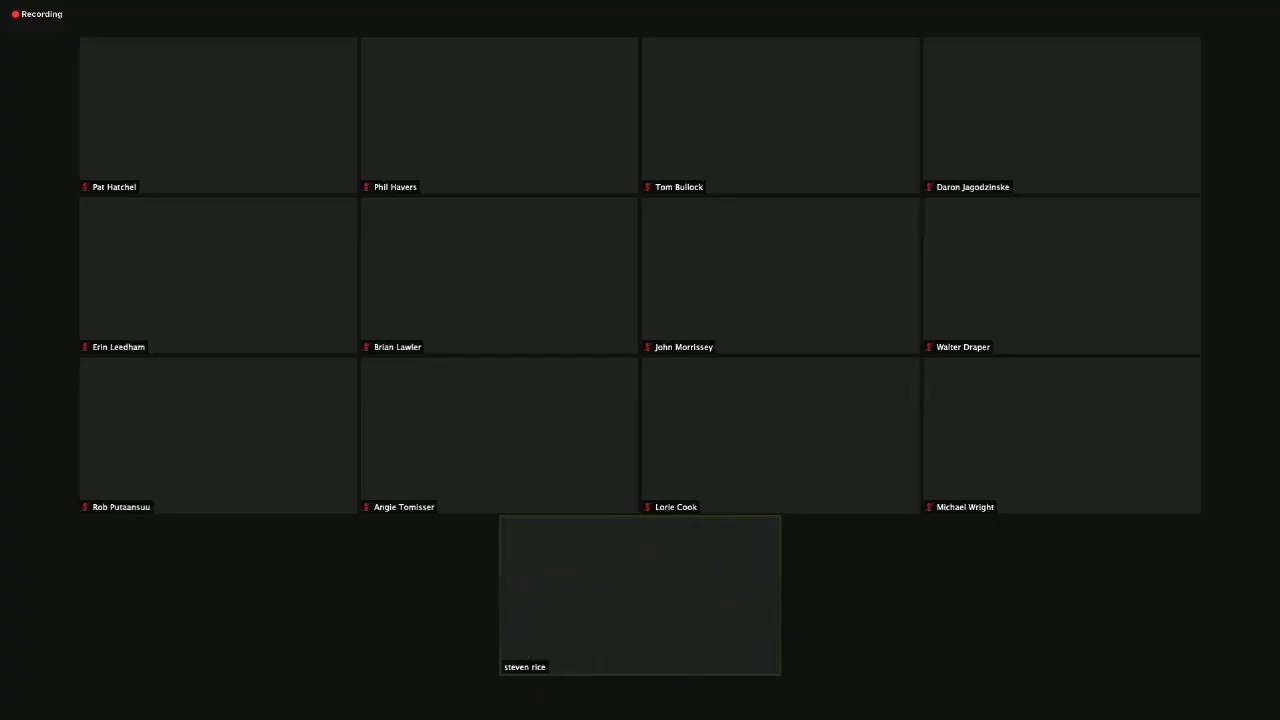 Recording
Pat Hatchel
Phil Havers
Tom Bullock
Daron Jagodzinske
Erin Leedham
Brian Lawler
John Morrissey
Walter Draper
Rob Putaansuu
Angie Tomisser
Lorie Cook
Michael Wright
steven rice